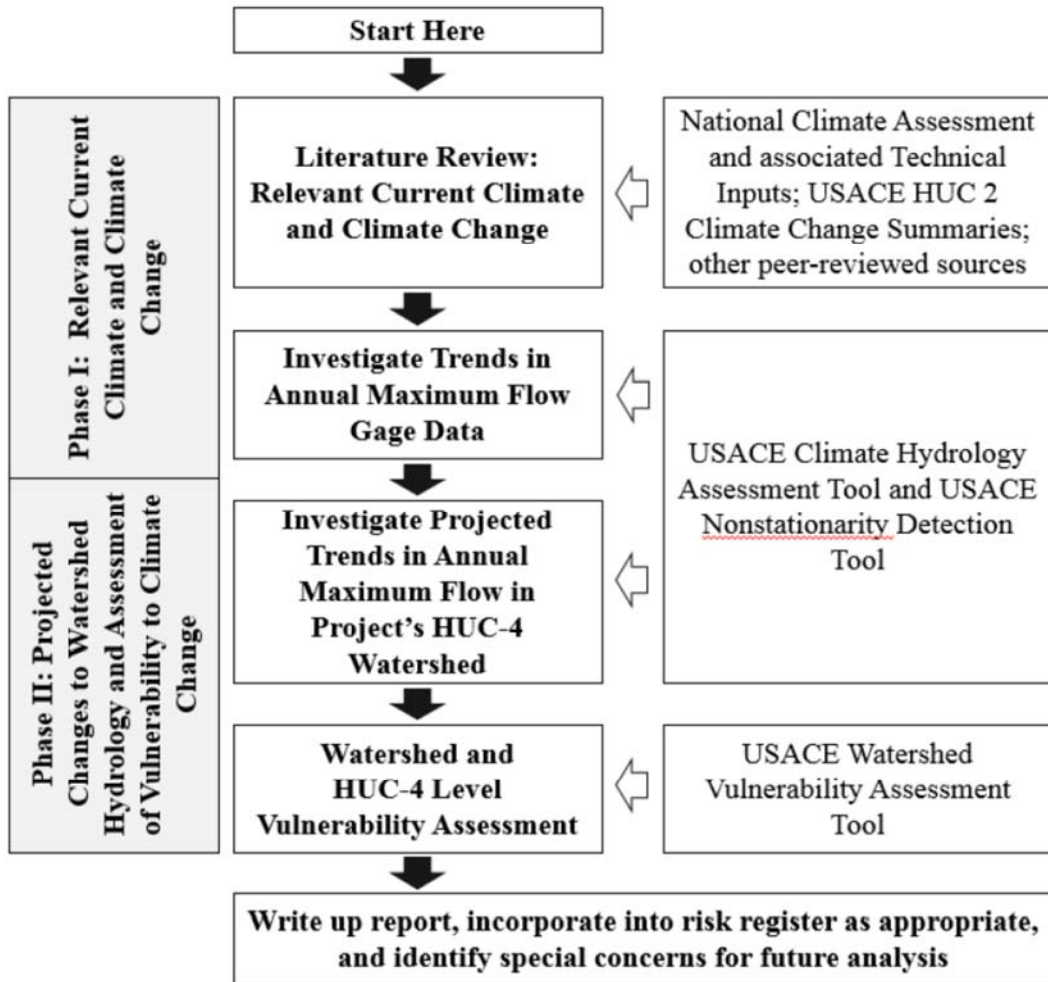 Start Here
Phase I: Relevant Current
Climate and Climate
Change
Literature Review:
Relevant Current Climate
and Climate Change
National Climate Assessment
and associated Technical
Inputs; USACE HUC 2
Climate Change Summaries;
other peer-reviewed sources
Investigate Trends in
Annual Maximum Flow
Gage Data
USACE Climate Hydrology
Assessment Tool and USACE
Nonstationarity Detection
Tool
Phase II: Projected
Changes to Watershed
Hydrology and Assessment
of Vulnerability to Climate
Change
Investigate Projected
Trends in Annual
Maximum Flow in
Project’s HUC-4
Watershed
Watershed and
HUC-4 Level
Vulnerability Assessment
USACE Watershed
Vulnerability Assessment
Tool
Write up report, incorporate into risk register as appropriate,
and identify special concerns for future analysis